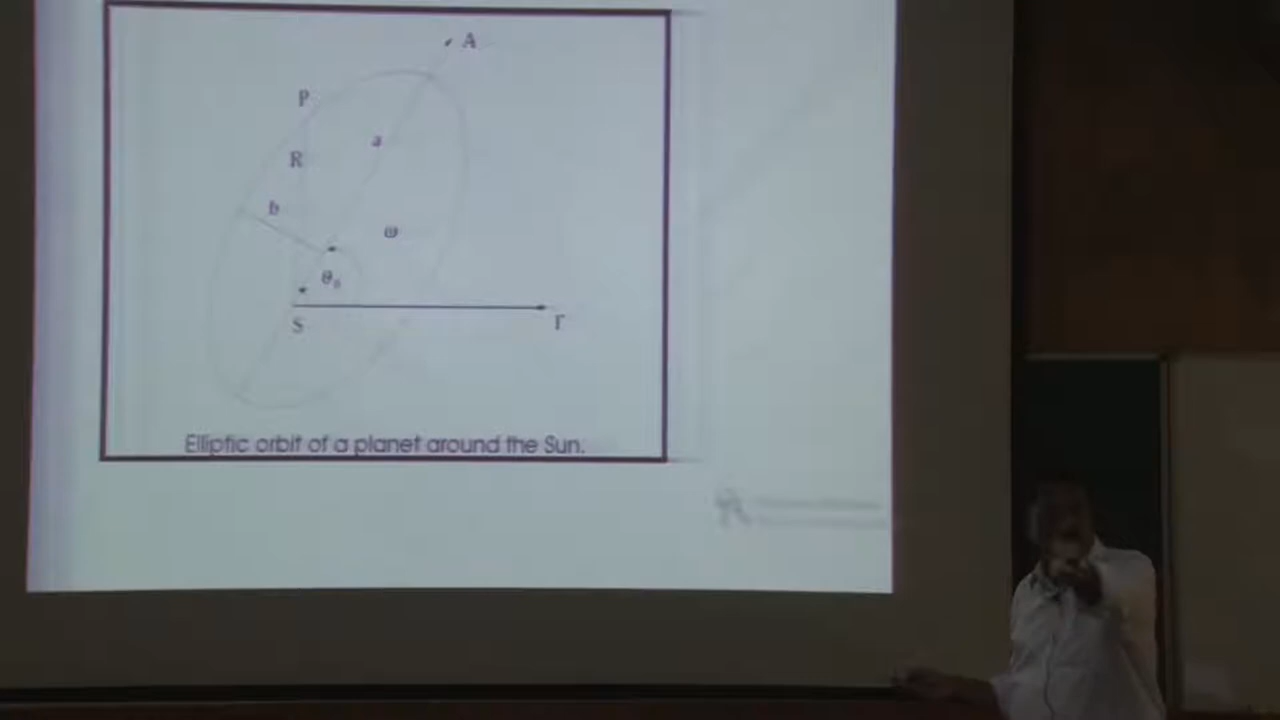 A
P
a
R
b
ω
θ₀
S
Γ
Elliptic orbit of a planet around the Sun.